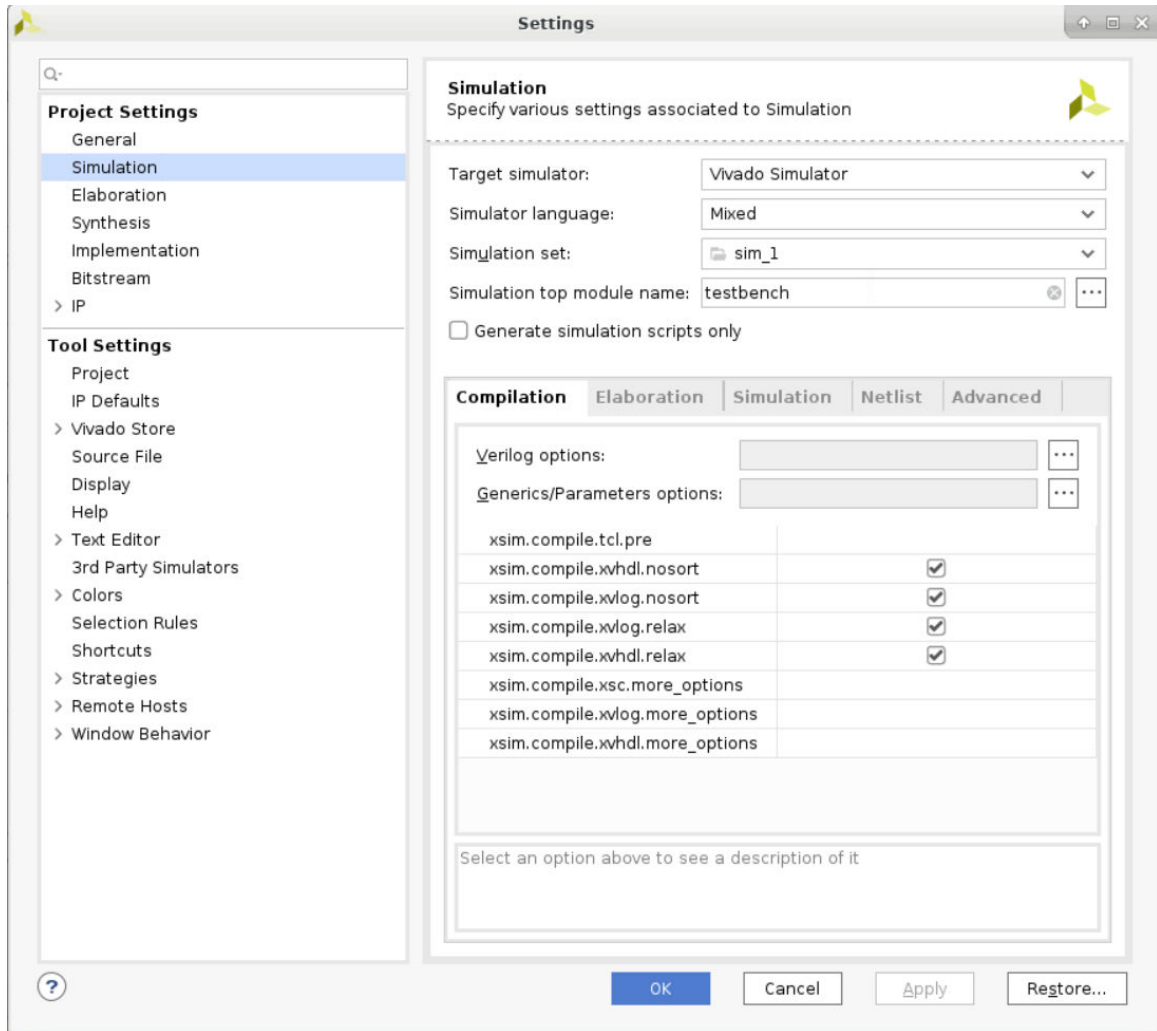 Settings
Project Settings
General
Simulation
Elaboration
Synthesis
Implementation
Bitstream
> IP
Tool Settings
Project
IP Defaults
> Vivado Store
Source File
Display
Help
> Text Editor
3rd Party Simulators
> Colors
Selection Rules
Shortcuts
> Strategies
> Remote Hosts
> Window Behavior
Simulation
Specify various settings associated to Simulation
Target simulator: Vivado Simulator
Simulator language: Mixed
Simulation set: sim_1
Simulation top module name: testbench ...
Generate simulation scripts only
Compilation Elaboration Simulation Netlist Advanced
Verilog options: ...
Generics/Parameters options: ...
xsim.compile.tcl.pre
xsim.compile.xvhdl.nosort
xsim.compile.xvlog.nosort
xsim.compile.xvlog.relax
xsim.compile.xvhdl.relax
xsim.compile.xsc.more_options
xsim.compile.xvlog.more_options
xsim.compile.xvhdl.more_options
Select an option above to see a description of it
? OK Cancel Apply Restore...